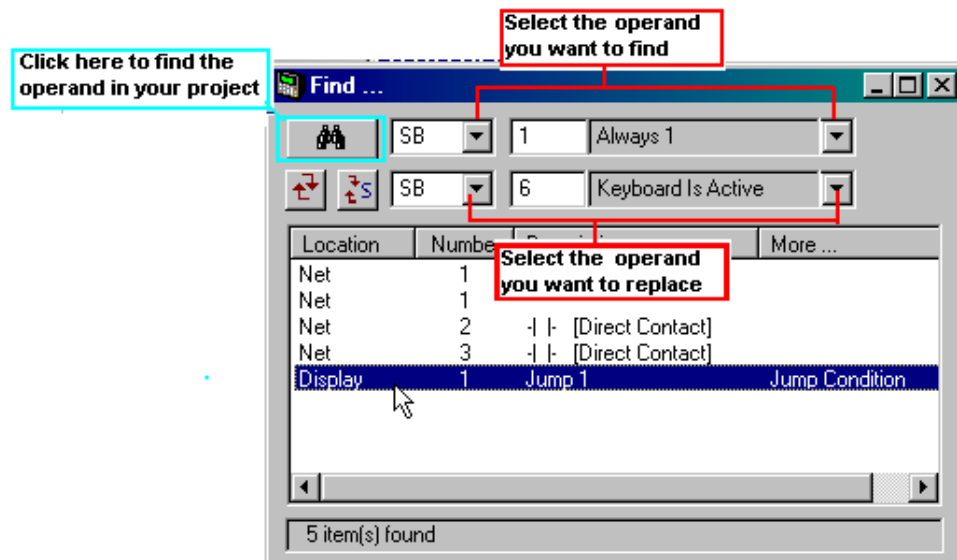 Select the operand
you want to find
Click here to find the
operand in your project
Find ...
SB 1 Always 1
S SB 6 Keyboard Is Active
Location Numbe More ...
Select the operand
you want to replace
Net 1
Net 1
Net 2 -| |- [Direct Contact]
Net 3 -| |- [Direct Contact]
Display 1 Jump 1 Jump Condition
5 item(s) found